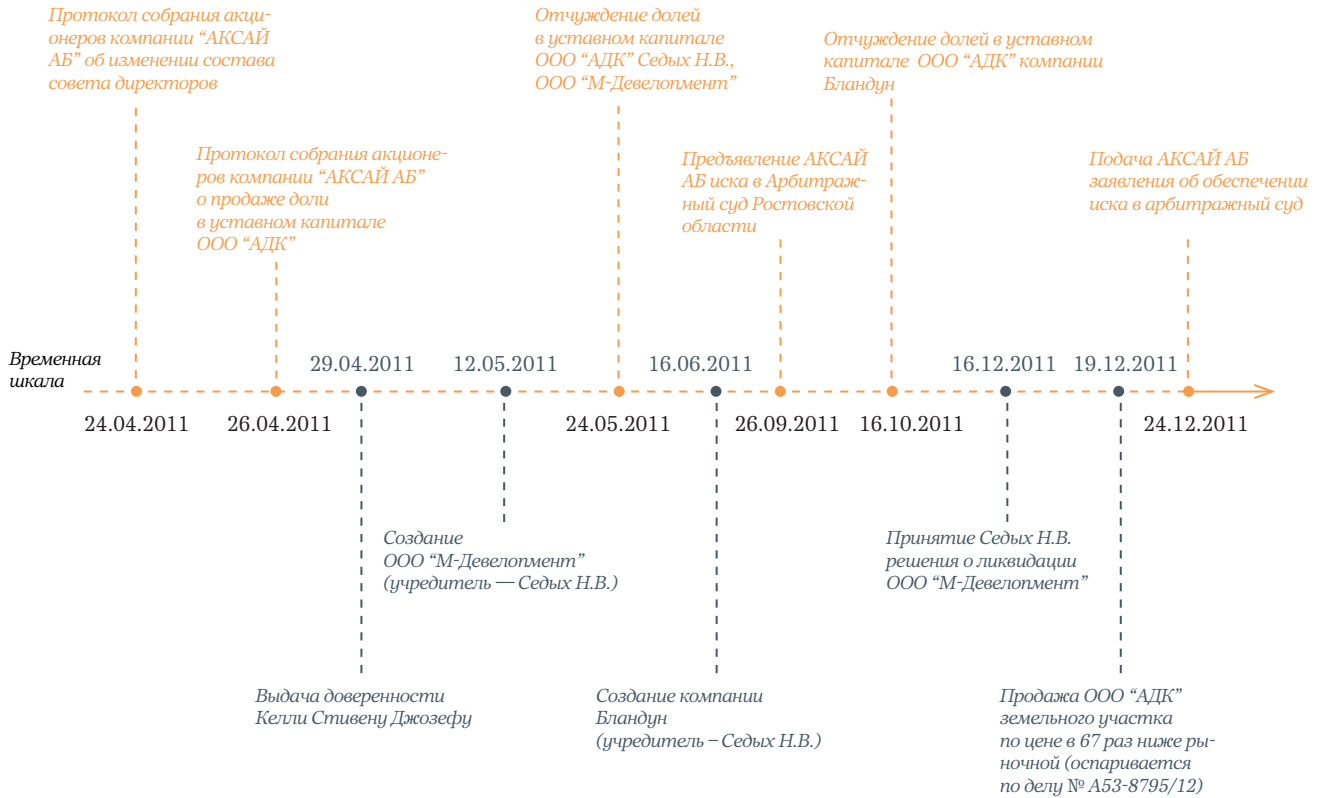 Протокол собрания акци-
онеров компании “АКСАЙ
АБ” об изменении состава
совета директоров
Отчуждение долей
в уставном капитале
ООО “АДК” Седых Н.В.,
ООО “М-Девелопмент”
Отчуждение долей в уставном
капитале ООО “АДК” компании
Бландун
Протокол собрания акционе-
ров компании “АКСАЙ АБ”
о продаже доли
в уставном капитале
ООО “АДК”
Предъявление АКСАЙ
АБ иска в Арбитраж-
ный суд Ростовской
области
Подача АКСАЙ АБ
заявления об обеспечении
иска в арбитражный суд
Временная
шкала
29.04.2011
12.05.2011
16.06.2011
16.12.2011
19.12.2011
24.04.2011
26.04.2011
24.05.2011
26.09.2011
16.10.2011
24.12.2011
Создание
ООО “М-Девелопмент”
(учредитель — Седых Н.В.)
Принятие Седых Н.В.
решения о ликвидации
ООО “М-Девелопмент”
Выдача доверенности
Келли Стивену Джозефу
Создание компании
Бландун
(учредитель – Седых Н.В.)
Продажа ООО “АДК”
земельного участка
по цене в 67 раз ниже ры-
ночной (оспаривается
по делу № А53-8795/12)